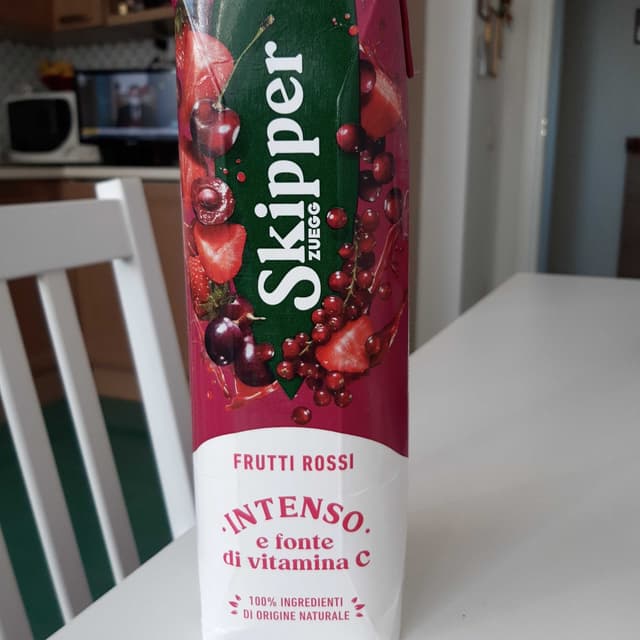 Skipper
ZUEGG
FRUTTI ROSSI
INTENSO
e fonte
di vitamina C
100% INGREDIENTI
DI ORIGINE NATURALE